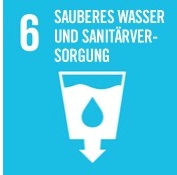 6 SAUBERES WASSER
UND SANITÄRVER-
SORGUNG